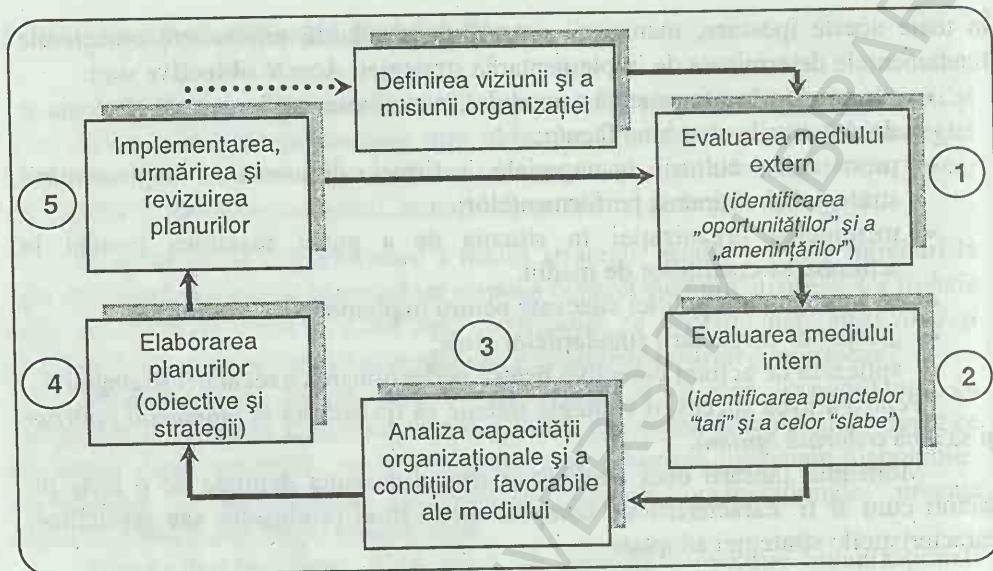 Definirea viziunii şi a
misiunii organizaţiei
Evaluarea mediului
extern
(identificarea
„oportunităţilor” şi a
„ameninţărilor”)
1
Evaluarea mediului
intern
(identificarea punctelor
“tari” şi a celor “slabe”)
2
3
Analiza capacităţii
organizaţionale şi a
condiţiilor favorabile
ale mediului
4
Elaborarea
planurilor
(obiective şi
strategii)
5
Implementarea,
urmărirea şi
revizuirea
planurilor